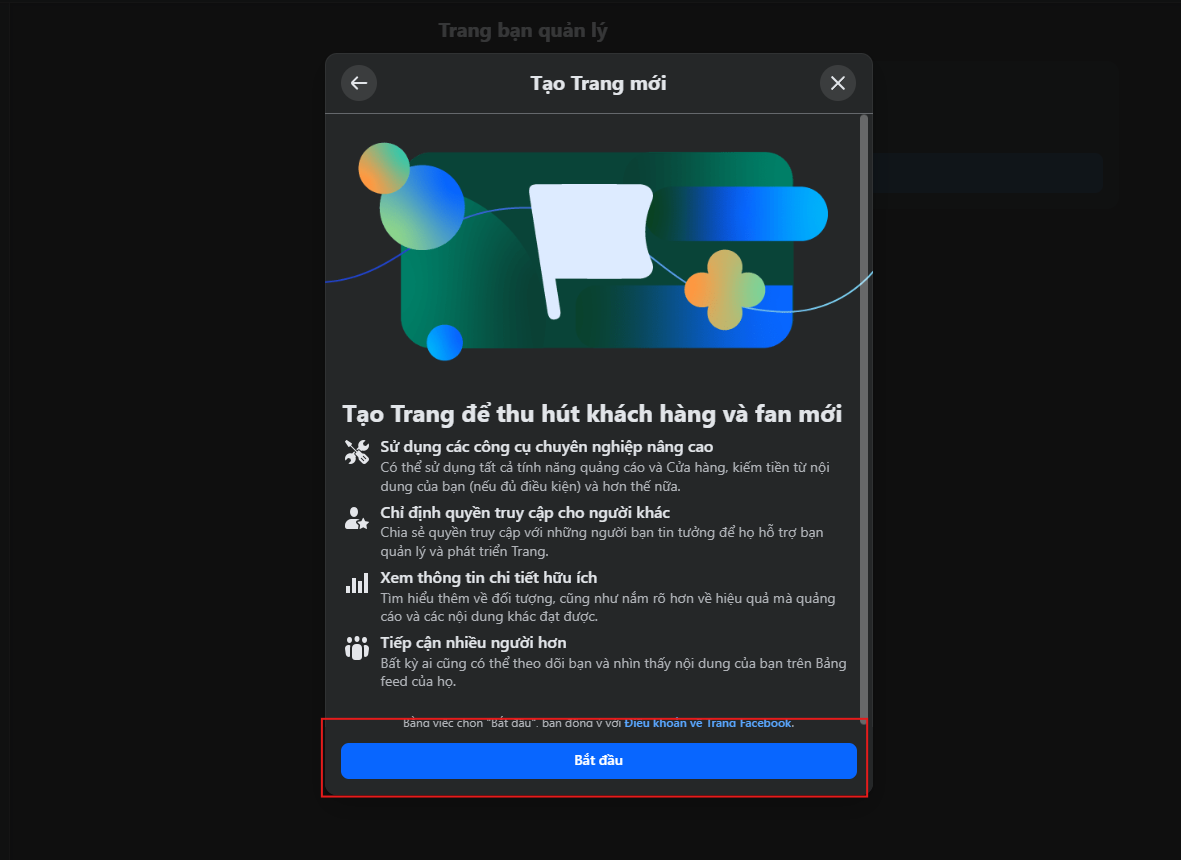 Trang bạn quản lý
Tạo Trang mới
Tạo Trang để thu hút khách hàng và fan mới
Sử dụng các công cụ chuyên nghiệp nâng cao
Có thể sử dụng tất cả tính năng quảng cáo và Cửa hàng, kiếm tiền từ nội
dung của bạn (nếu đủ điều kiện) và hơn thế nữa.
Chỉ định quyền truy cập cho người khác
Chia sẻ quyền truy cập với những người bạn tin tưởng để họ hỗ trợ bạn
quản lý và phát triển Trang.
Xem thông tin chi tiết hữu ích
Tìm hiểu thêm về đối tượng, cũng như nắm rõ hơn về hiệu quả mà quảng
cáo và các nội dung khác đạt được.
Tiếp cận nhiều người hơn
Bất kỳ ai cũng có thể theo dõi bạn và nhìn thấy nội dung của bạn trên Bảng
feed của họ.
Bằng việc chọn "Bắt đầu", bạn đồng ý với Điều khoản về Trang Facebook.
Bắt đầu